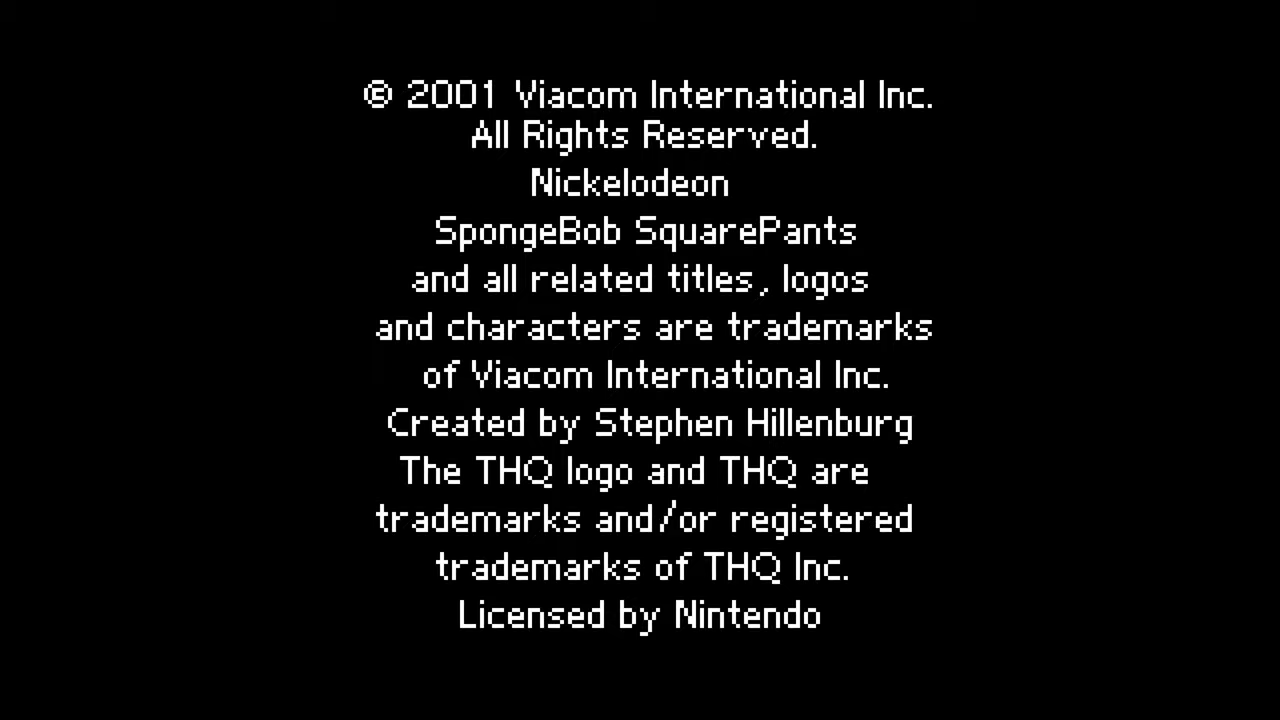 © 2001 Viacom International Inc.
All Rights Reserved.
Nickelodeon
SpongeBob SquarePants
and all related titles, logos
and characters are trademarks
of Viacom International Inc.
Created by Stephen Hillenburg
The THQ logo and THQ are
trademarks and/or registered
trademarks of THQ Inc.
Licensed by Nintendo